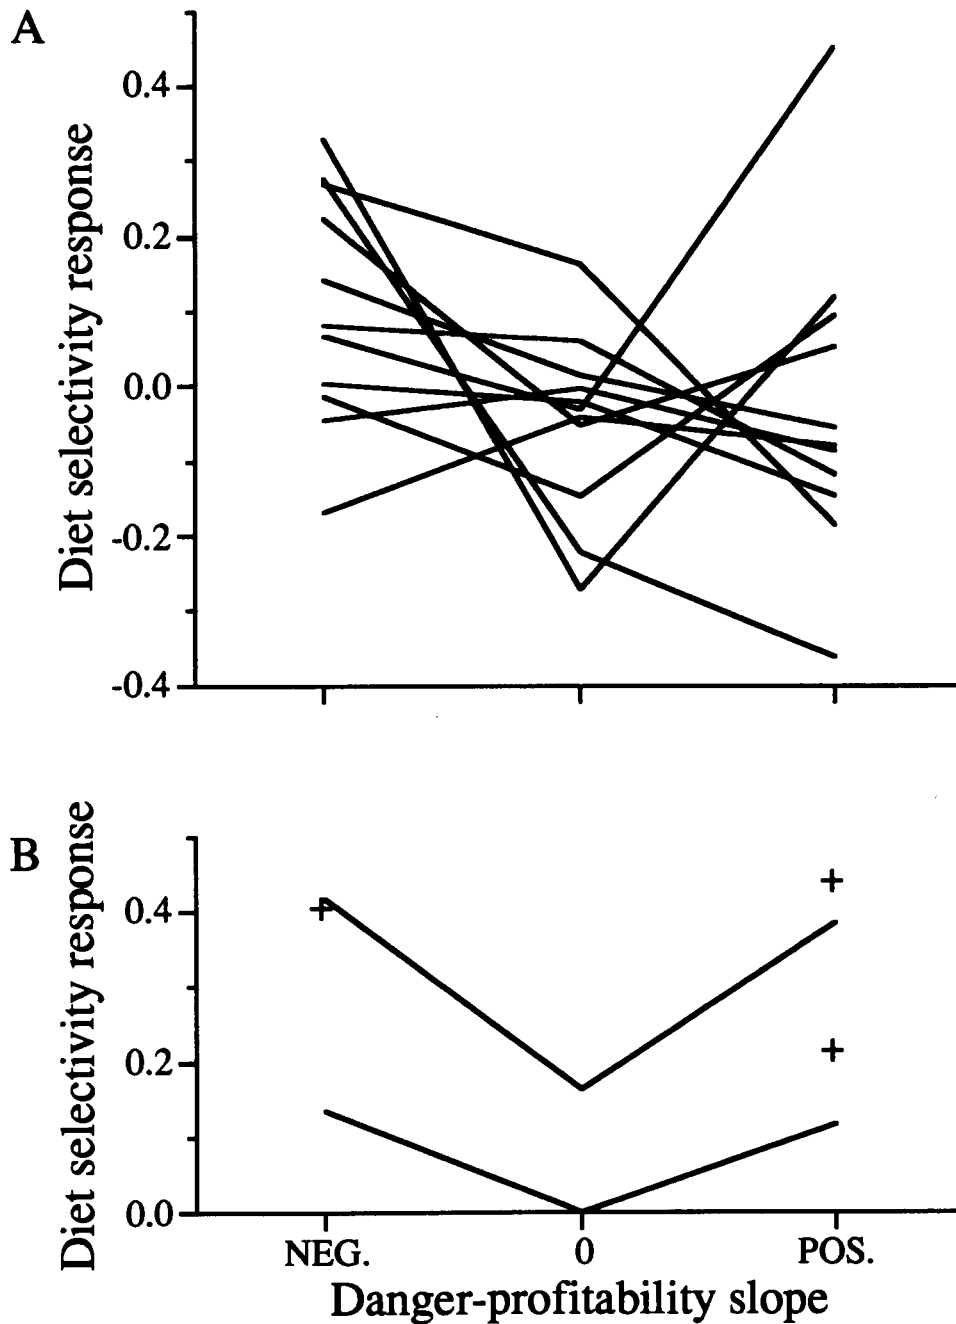 A
Diet selectivity response
0.4
0.2
0.0
-0.2
-0.4
B
Diet selectivity response
0.4
0.2
0.0
NEG. 0 POS.
Danger-profitability slope